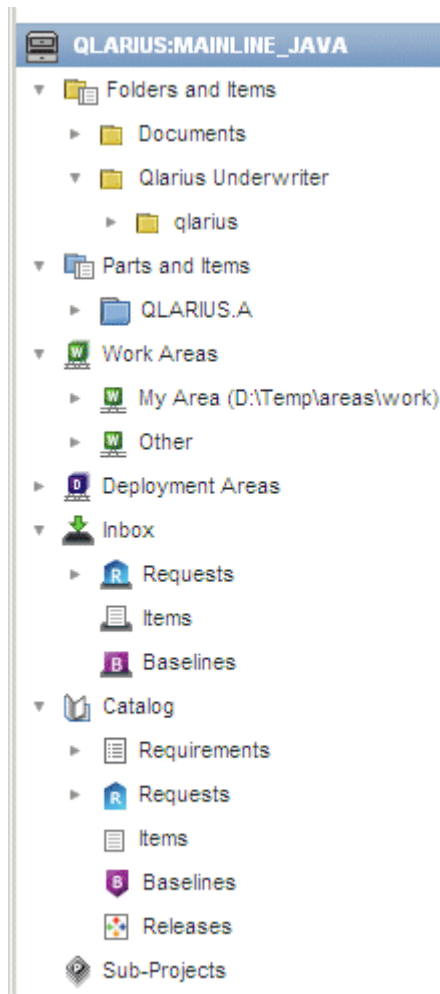 QLARIUS:MAINLINE_JAVA
Folders and Items
Documents
Qlarius Underwriter
qlarius
Parts and Items
QLARIUS.A
W Work Areas
W My Area (D:\Temp\areas\work)
W Other
D Deployment Areas
Inbox
R Requests
Items
B Baselines
Catalog
Requirements
R Requests
Items
B Baselines
Releases
P Sub-Projects